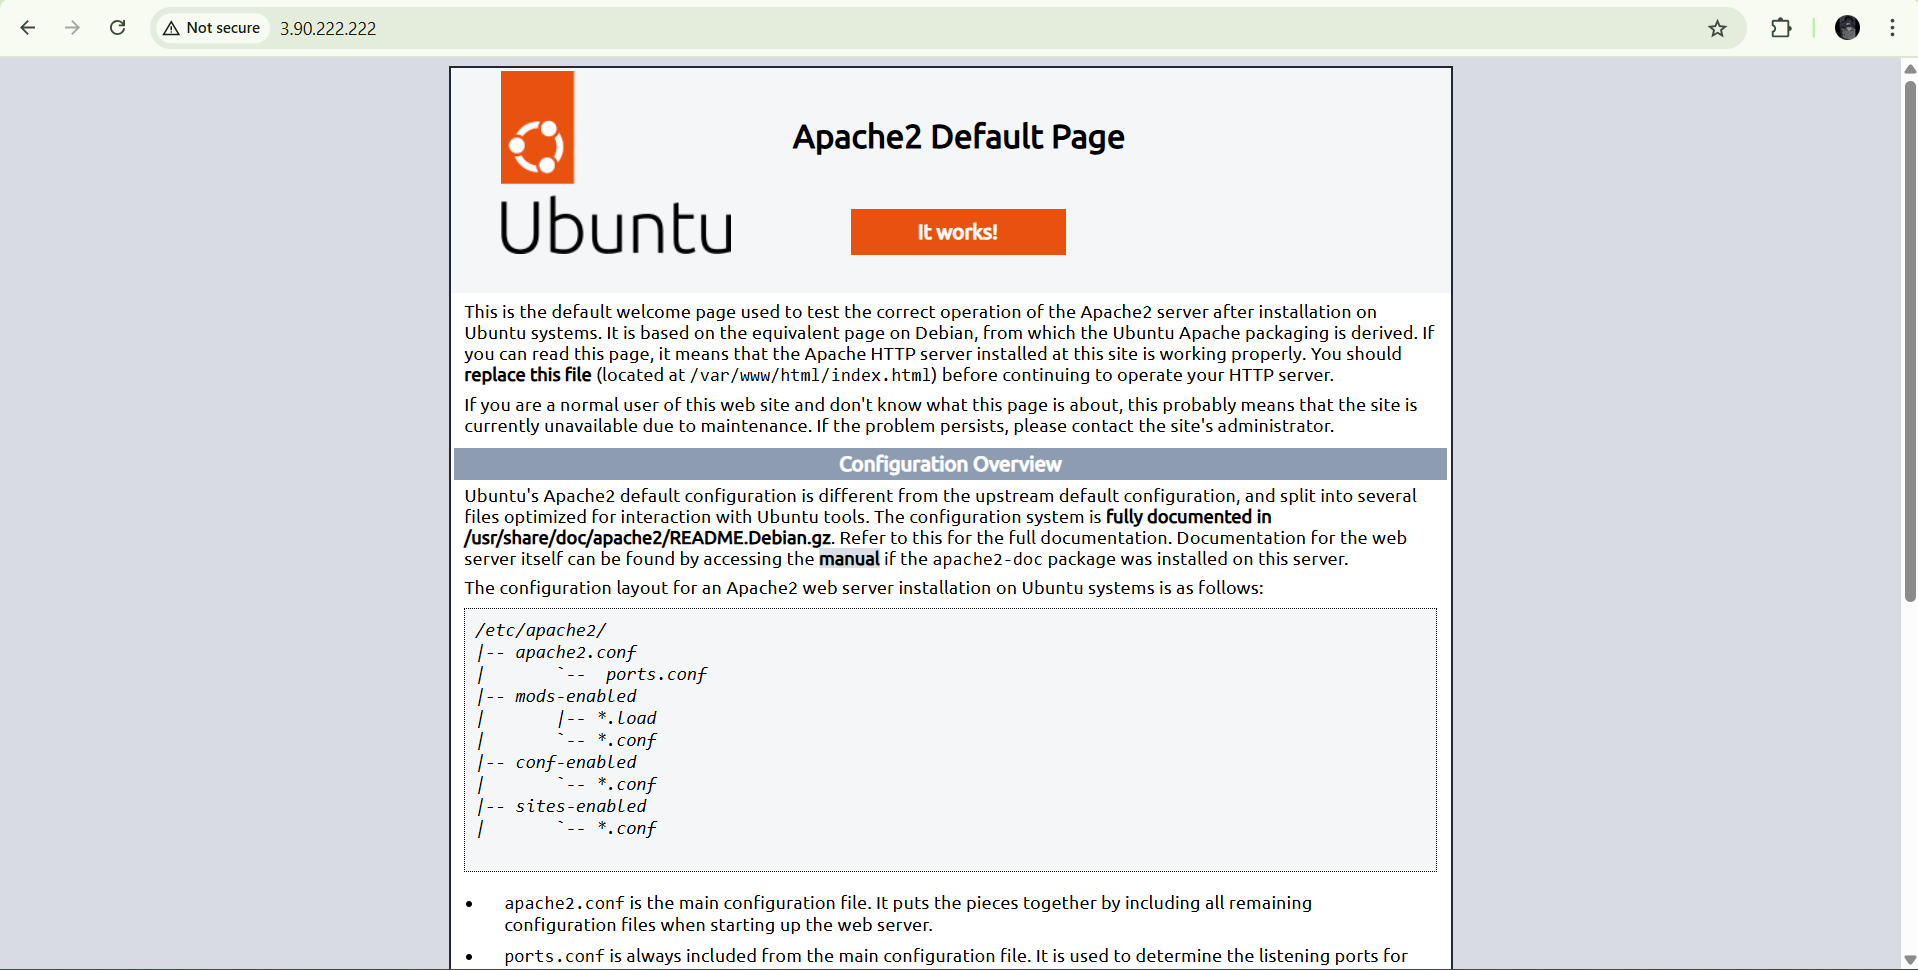 Not secure 3.90.222.222
Apache2 Default Page
Ubuntu
It works!
This is the default welcome page used to test the correct operation of the Apache2 server after installation on
Ubuntu systems. It is based on the equivalent page on Debian, from which the Ubuntu Apache packaging is derived. If
you can read this page, it means that the Apache HTTP server installed at this site is working properly. You should
replace this file (located at /var/www/html/index.html) before continuing to operate your HTTP server.
If you are a normal user of this web site and don't know what this page is about, this probably means that the site is
currently unavailable due to maintenance. If the problem persists, please contact the site's administrator.
Configuration Overview
Ubuntu's Apache2 default configuration is different from the upstream default configuration, and split into several
files optimized for interaction with Ubuntu tools. The configuration system is fully documented in
/usr/share/doc/apache2/README.Debian.gz. Refer to this for the full documentation. Documentation for the web
server itself can be found by accessing the manual if the apache2-doc package was installed on this server.
The configuration layout for an Apache2 web server installation on Ubuntu systems is as follows:
/etc/apache2/
|-- apache2.conf
|       `--  ports.conf
|-- mods-enabled
|       |-- *.load
|       `-- *.conf
|-- conf-enabled
|       `-- *.conf
|-- sites-enabled
|       `-- *.conf
• apache2.conf is the main configuration file. It puts the pieces together by including all remaining
configuration files when starting up the web server.
• ports.conf is always included from the main configuration file. It is used to determine the listening ports for